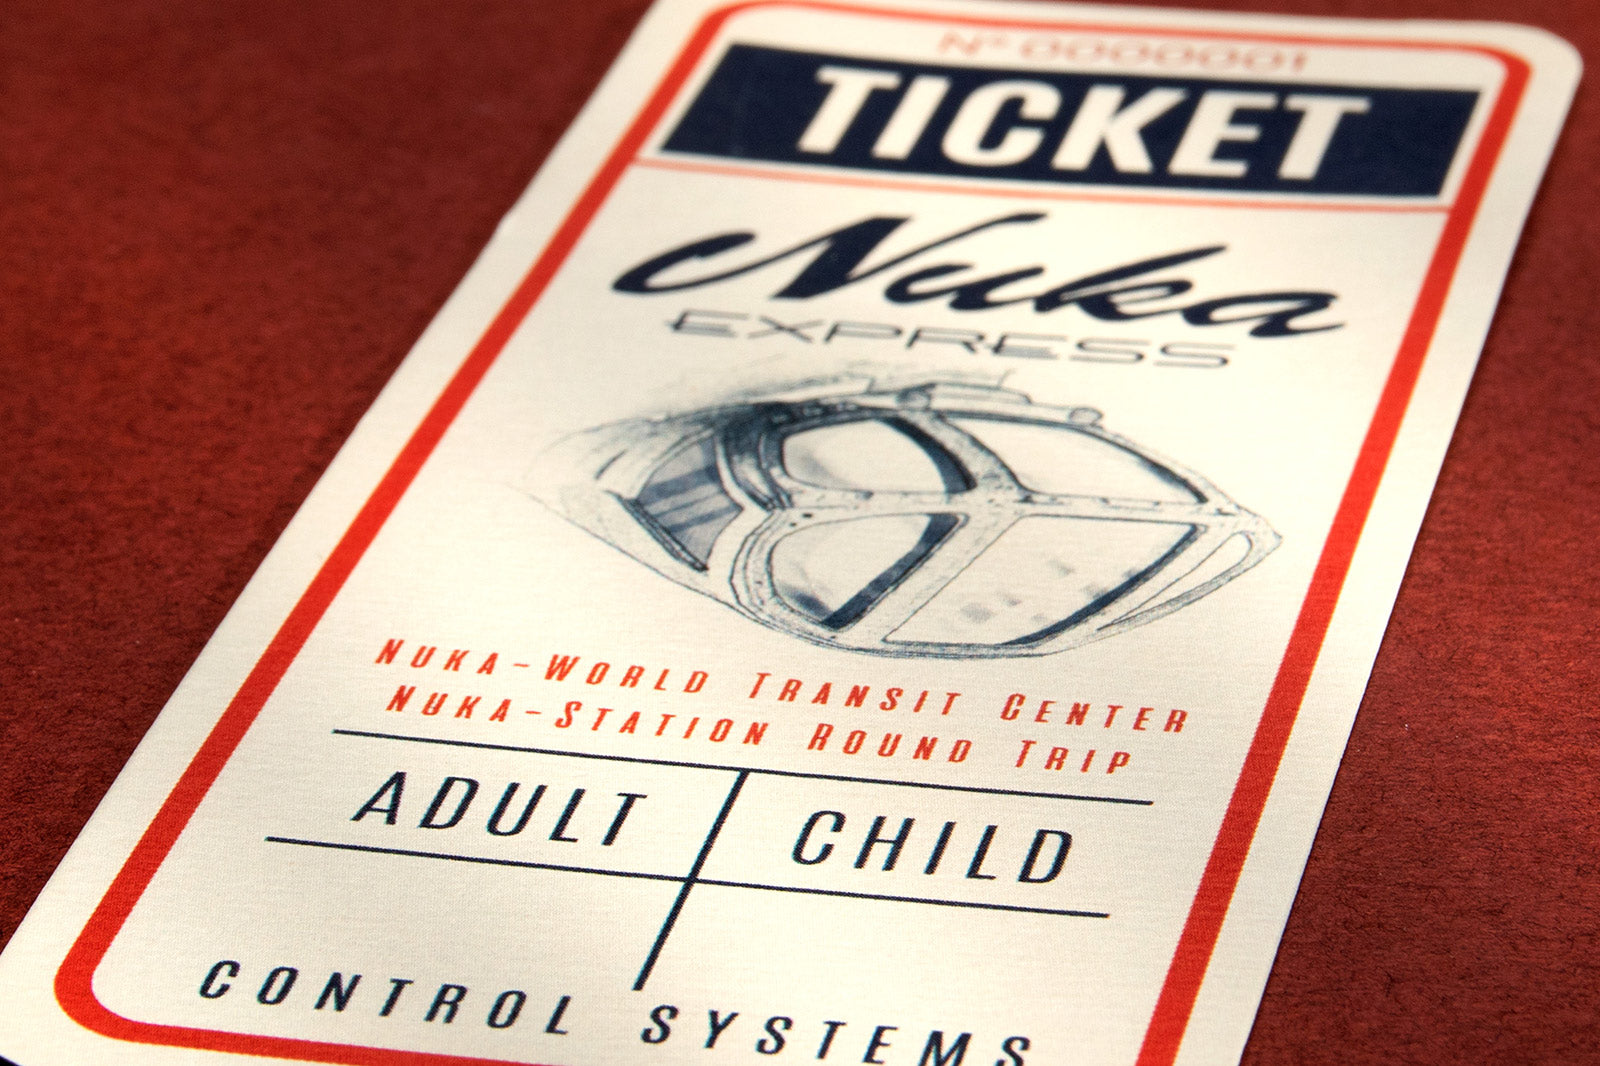 Nº 0000001
TICKET
Nuka
EXPRESS
NUKA-WORLD TRANSIT CENTER
NUKA-STATION ROUND TRIP
ADULT CHILD
CONTROL SYSTEMS